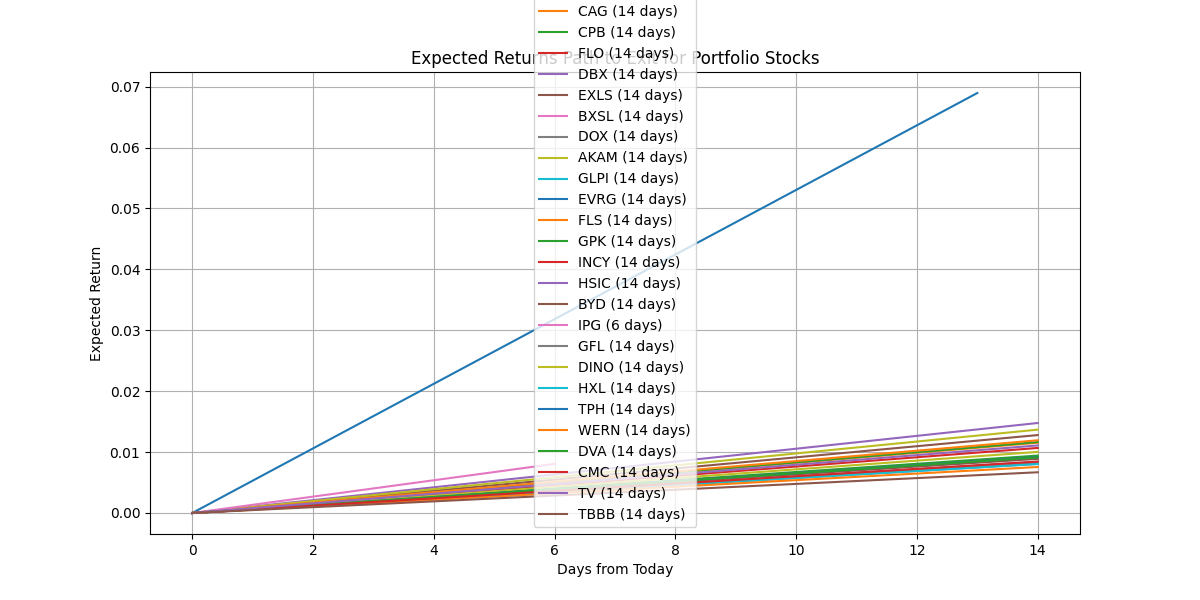 CAG (14 days)
CPB (14 days)
FLO (14 days)
Expected Returns Path to Exit for Portfolio Stocks
DBX (14 days)
EXLS (14 days)
BXSL (14 days)
DOX (14 days)
AKAM (14 days)
GLPI (14 days)
EVRG (14 days)
FLS (14 days)
GPK (14 days)
INCY (14 days)
HSIC (14 days)
BYD (14 days)
IPG (6 days)
GFL (14 days)
DINO (14 days)
HXL (14 days)
TPH (14 days)
WERN (14 days)
DVA (14 days)
CMC (14 days)
TV (14 days)
TBBB (14 days)
0.07
0.06
0.05
0.04
0.03
0.02
0.01
0.00
Expected Return
0 2 4 6 8 10 12 14
Days from Today